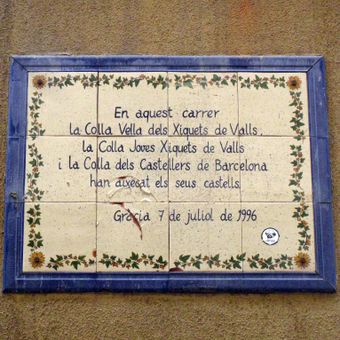 En aquest carrer
la Colla Vella dels Xiquets de Valls,
la Colla Joves Xiquets de Valls
i la Colla dels Castellers de Barcelona
han aixecat els seus castells.
Gràcia 7 de juliol de 1996